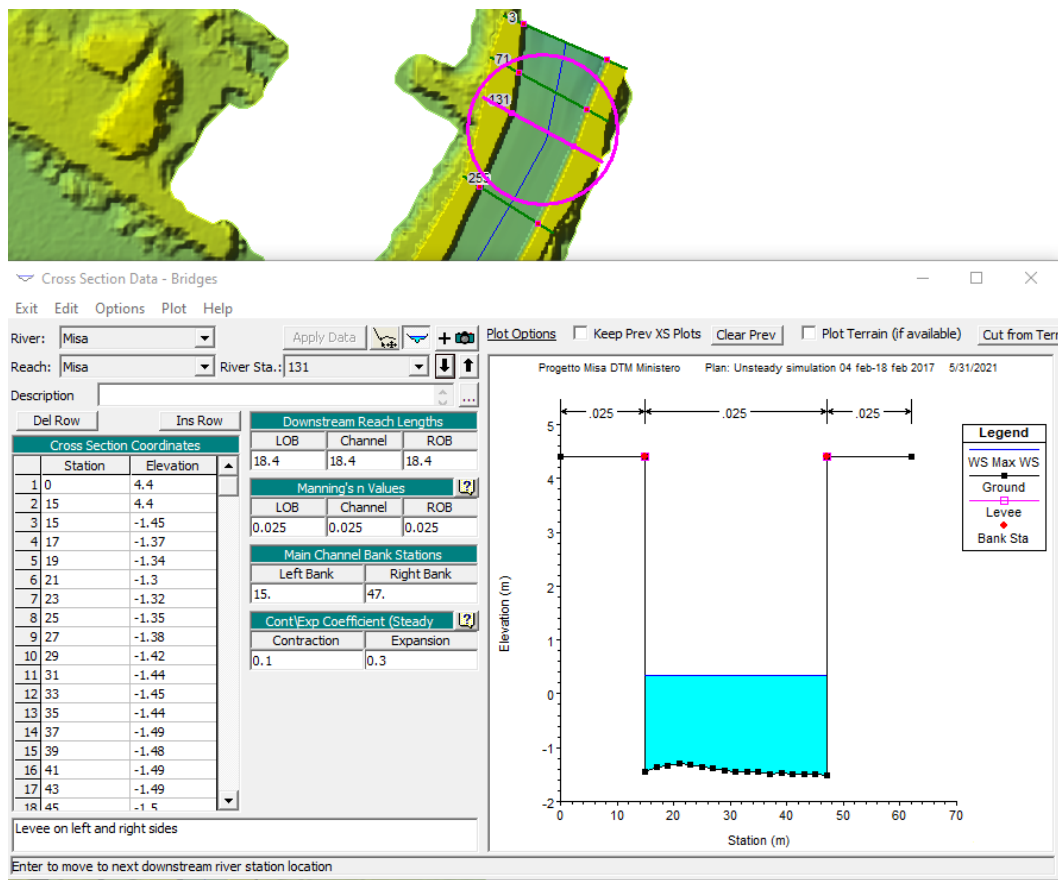 3
71
131
255
Cross Section Data - Bridges
Exit Edit Options Plot Help
River: Misa Apply Data Plot Options Keep Prev XS Plots Clear Prev Plot Terrain (if available) Cut from Terr
Reach: Misa River Sta.: 131
Description ...
Del Row Ins Row
Cross Section Coordinates
Station Elevation
1 0 4.4
2 15 4.4
3 15 -1.45
4 17 -1.37
5 19 -1.34
6 21 -1.3
7 23 -1.32
8 25 -1.35
9 27 -1.38
10 29 -1.42
11 31 -1.44
12 33 -1.45
13 35 -1.44
14 37 -1.49
15 39 -1.48
16 41 -1.49
17 43 -1.49
18 45 -1.5
Downstream Reach Lengths
LOB Channel ROB
18.4 18.4 18.4
Manning's n Values
LOB Channel ROB
0.025 0.025 0.025
Main Channel Bank Stations
Left Bank Right Bank
15. 47.
Cont\Exp Coefficient (Steady
Contraction Expansion
0.1 0.3
Levee on left and right sides
Enter to move to next downstream river station location
Progetto Misa DTM Ministero Plan: Unsteady simulation 04 feb-18 feb 2017 5/31/2021
.025 .025 .025
5
4
3
2
1
0
-1
-2
Elevation (m)
0 10 20 30 40 50 60 70
Station (m)
Legend
WS Max WS
Ground
Levee
Bank Sta